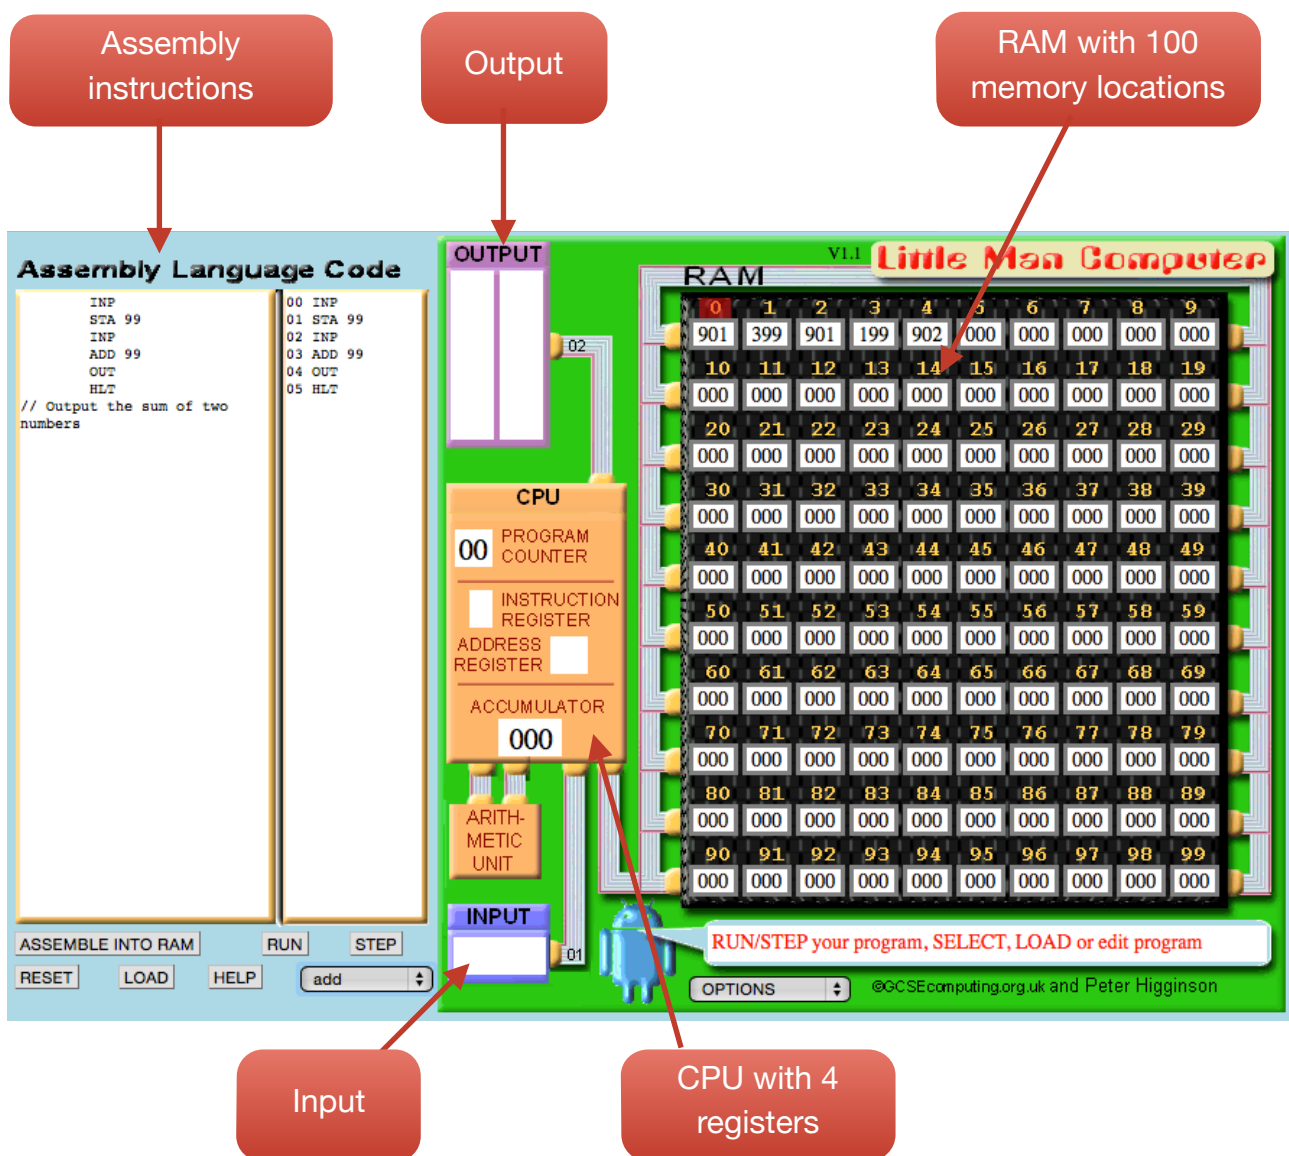 Assembly
instructions
Output
RAM with 100
memory locations
Assembly Language Code
INP
STA 99
INP
ADD 99
OUT
HLT
// Output the sum of two
numbers
00 INP
01 STA 99
02 INP
03 ADD 99
04 OUT
05 HLT
ASSEMBLE INTO RAM RUN STEP
RESET LOAD HELP add
OUTPUT
02
CPU
00 PROGRAM
COUNTER
INSTRUCTION
REGISTER
ADDRESS
REGISTER
ACCUMULATOR
000
ARITH-
METIC
UNIT
INPUT
01
V1.1 Little Man Computer
RAM
0 1 2 3 4 5 6 7 8 9
901 399 901 199 902 000 000 000 000 000
10 11 12 13 14 15 16 17 18 19
000 000 000 000 000 000 000 000 000 000
20 21 22 23 24 25 26 27 28 29
000 000 000 000 000 000 000 000 000 000
30 31 32 33 34 35 36 37 38 39
000 000 000 000 000 000 000 000 000 000
40 41 42 43 44 45 46 47 48 49
000 000 000 000 000 000 000 000 000 000
50 51 52 53 54 55 56 57 58 59
000 000 000 000 000 000 000 000 000 000
60 61 62 63 64 65 66 67 68 69
000 000 000 000 000 000 000 000 000 000
70 71 72 73 74 75 76 77 78 79
000 000 000 000 000 000 000 000 000 000
80 81 82 83 84 85 86 87 88 89
000 000 000 000 000 000 000 000 000 000
90 91 92 93 94 95 96 97 98 99
000 000 000 000 000 000 000 000 000 000
RUN/STEP your program, SELECT, LOAD or edit program
OPTIONS ©GCSEcomputing.org.uk and Peter Higginson
Input
CPU with 4
registers